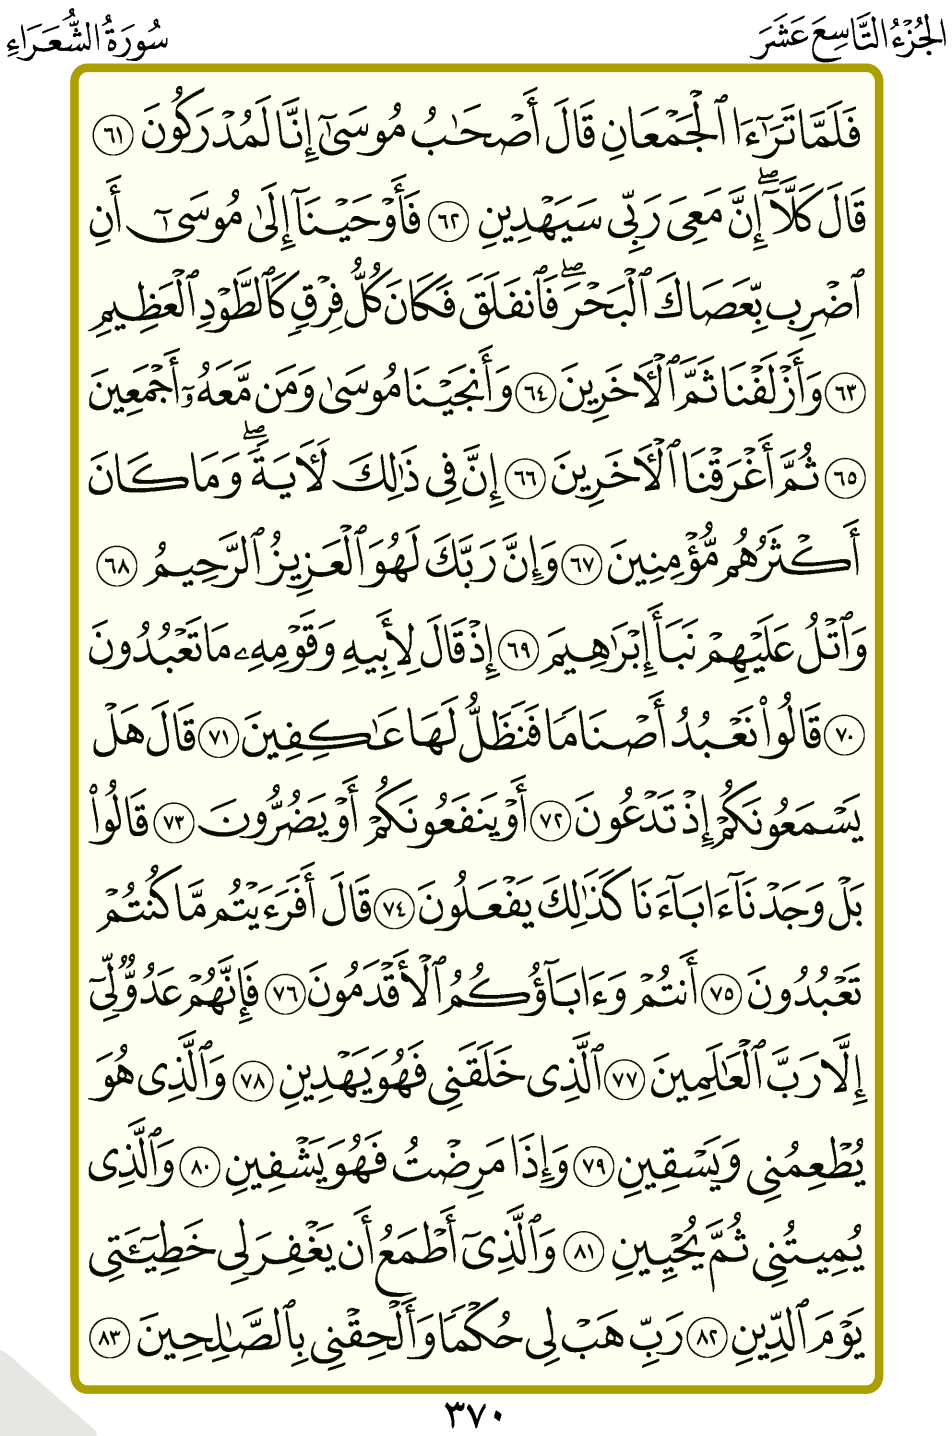 الجُزْءُ التَّاسِعَ عَشَرَ
سُورَةُ الشُّعَرَاءِ
فَلَمَّا تَرَٰٓءَا ٱلْجَمْعَانِ قَالَ أَصْحَٰبُ مُوسَىٰٓ إِنَّا لَمُدْرَكُونَ ٦١
قَالَ كَلَّآ ۖ إِنَّ مَعِىَ رَبِّى سَيَهْدِينِ ٦٢ فَأَوْحَيْنَآ إِلَىٰ مُوسَىٰٓ أَنِ
ٱضْرِب بِّعَصَاكَ ٱلْبَحْرَ ۖ فَٱنفَلَقَ فَكَانَ كُلُّ فِرْقٍ كَٱلطَّوْدِ ٱلْعَظِيمِ
٦٣ وَأَزْلَفْنَا ثَمَّ ٱلْءَاخَرِينَ ٦٤ وَأَنجَيْنَا مُوسَىٰ وَمَن مَّعَهُۥٓ أَجْمَعِينَ
٦٥ ثُمَّ أَغْرَقْنَا ٱلْءَاخَرِينَ ٦٦ إِنَّ فِى ذَٰلِكَ لَءَايَةً ۖ وَمَا كَانَ
أَكْثَرُهُم مُّؤْمِنِينَ ٦٧ وَإِنَّ رَبَّكَ لَهُوَ ٱلْعَزِيزُ ٱلرَّحِيمُ ٦٨
وَٱتْلُ عَلَيْهِمْ نَبَأَ إِبْرَٰهِيمَ ٦٩ إِذْ قَالَ لِأَبِيهِ وَقَوْمِهِۦ مَا تَعْبُدُونَ
٧٠ قَالُوا۟ نَعْبُدُ أَصْنَامًا فَنَظَلُّ لَهَا عَٰكِفِينَ ٧١ قَالَ هَلْ
يَسْمَعُونَكُمْ إِذْ تَدْعُونَ ٧٢ أَوْ يَنفَعُونَكُمْ أَوْ يَضُرُّونَ ٧٣ قَالُوا۟
بَلْ وَجَدْنَآ ءَابَآءَنَا كَذَٰلِكَ يَفْعَلُونَ ٧٤ قَالَ أَفَرَءَيْتُم مَّا كُنتُمْ
تَعْبُدُونَ ٧٥ أَنتُمْ وَءَابَآؤُكُمُ ٱلْأَقْدَمُونَ ٧٦ فَإِنَّهُمْ عَدُوٌّ لِّىٓ
إِلَّا رَبَّ ٱلْعَٰلَمِينَ ٧٧ ٱلَّذِى خَلَقَنِى فَهُوَ يَهْدِينِ ٧٨ وَٱلَّذِى هُوَ
يُطْعِمُنِى وَيَسْقِينِ ٧٩ وَإِذَا مَرِضْتُ فَهُوَ يَشْفِينِ ٨٠ وَٱلَّذِى
يُمِيتُنِى ثُمَّ يُحْيِينِ ٨١ وَٱلَّذِىٓ أَطْمَعُ أَن يَغْفِرَ لِى خَطِيٓـَٔتِى
يَوْمَ ٱلدِّينِ ٨٢ رَبِّ هَبْ لِى حُكْمًا وَأَلْحِقْنِى بِٱلصَّٰلِحِينَ ٨٣
٣٧٠